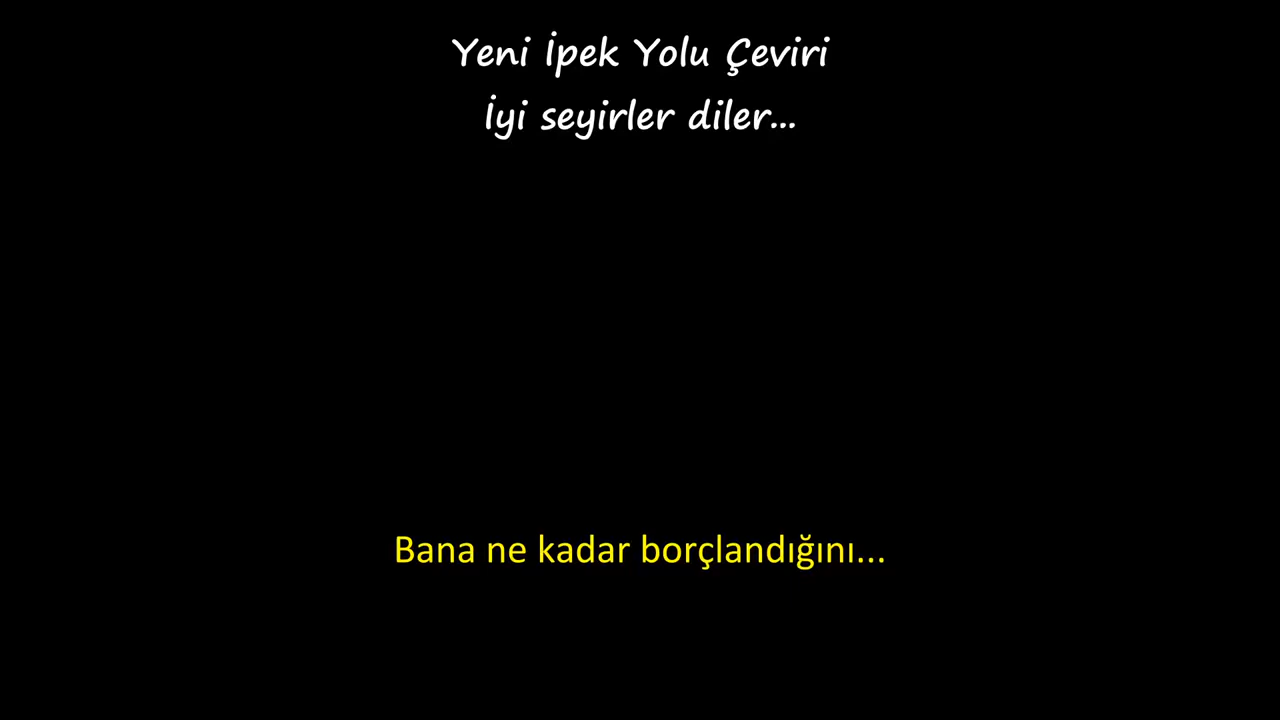 Yeni İpek Yolu Çeviri
İyi seyirler diler...
Bana ne kadar borçlandığını...